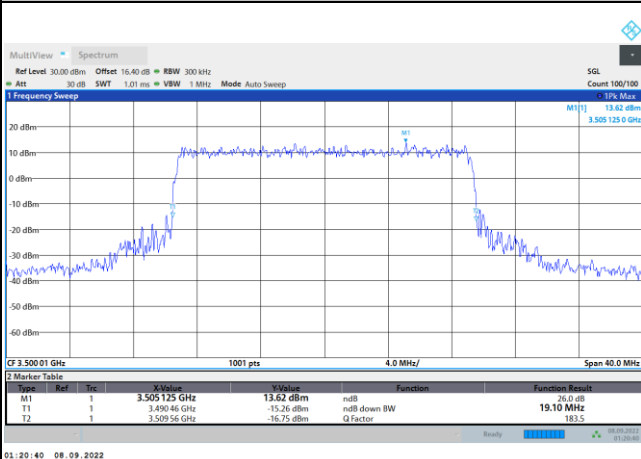 MultiView Spectrum
Ref Level 30.00 dBm Offset 16.40 dB RBW 300 kHz SGL
Att 30 dB SWT 1.01 ms VBW 1 MHz Mode Auto Sweep Count 100/100
1 Frequency Sweep 1Pk Max
M1[1] 13.62 dBm
3.505 125 0 GHz
20 dBm
M1
10 dBm
0 dBm
-10 dBm
-20 dBm
-30 dBm
-40 dBm
-50 dBm
-60 dBm
CF 3.500 01 GHz 1001 pts 4.0 MHz/ Span 40.0 MHz
2 Marker Table
Type Ref Trc X-Value Y-Value Function Function Result
M1 1 3.505 125 GHz 13.62 dBm ndB 26.0 dB
T1 1 3.490 46 GHz -15.26 dBm ndB down BW 19.10 MHz
T2 1 3.509 56 GHz -16.75 dBm Q Factor 183.5
Ready 08.09.2022
01:20:40
01:20:40 08.09.2022